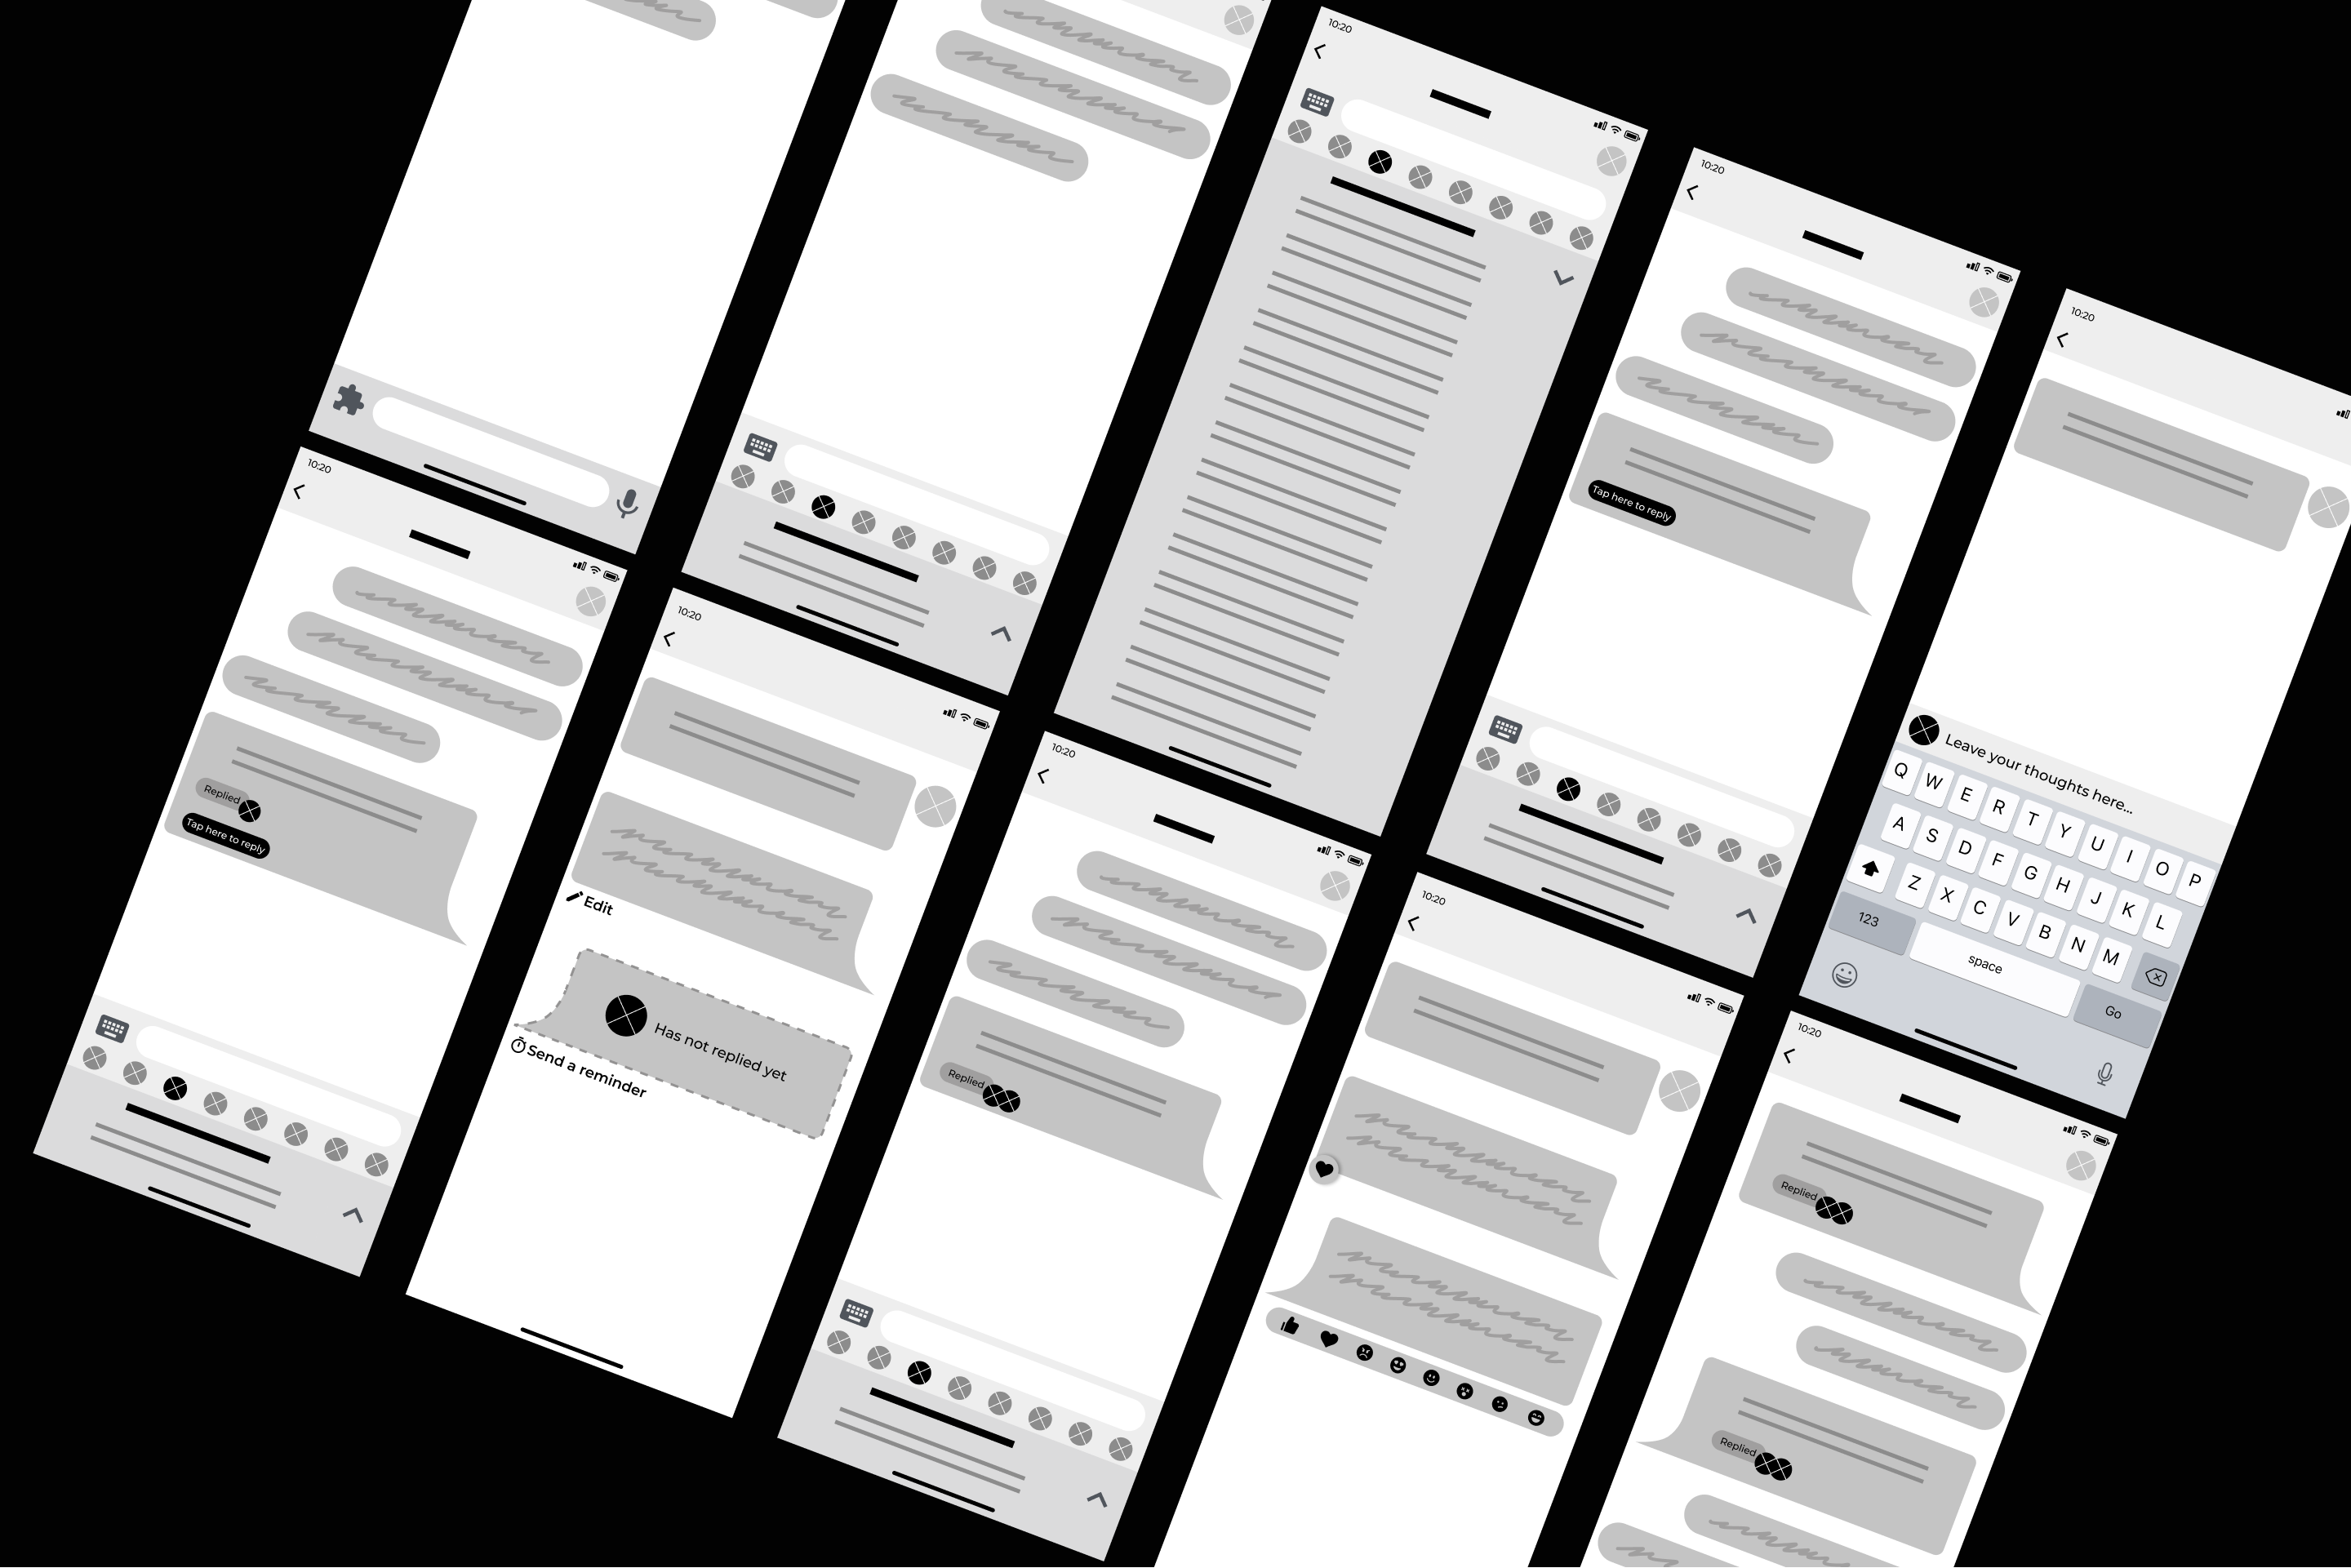 10:20
10:20
Tap here to reply
10:20
Leave your thoughts here...
Q W E R T Y U I O P
A S D F G H J K L
Z X C V B N M
123
space
Go
10:20
Replied
Tap here to reply
10:20
Edit
Has not replied yet
Send a reminder
10:20
Replied
10:20
10:20
Replied
Replied